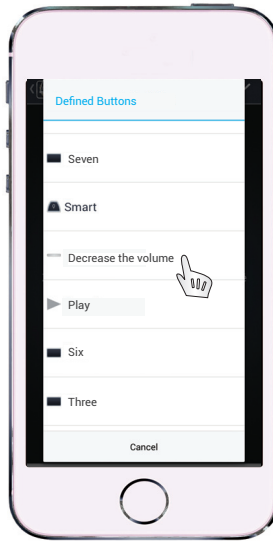 Defined Buttons
Seven
Smart
Decrease the volume
Play
Six
Three
Cancel